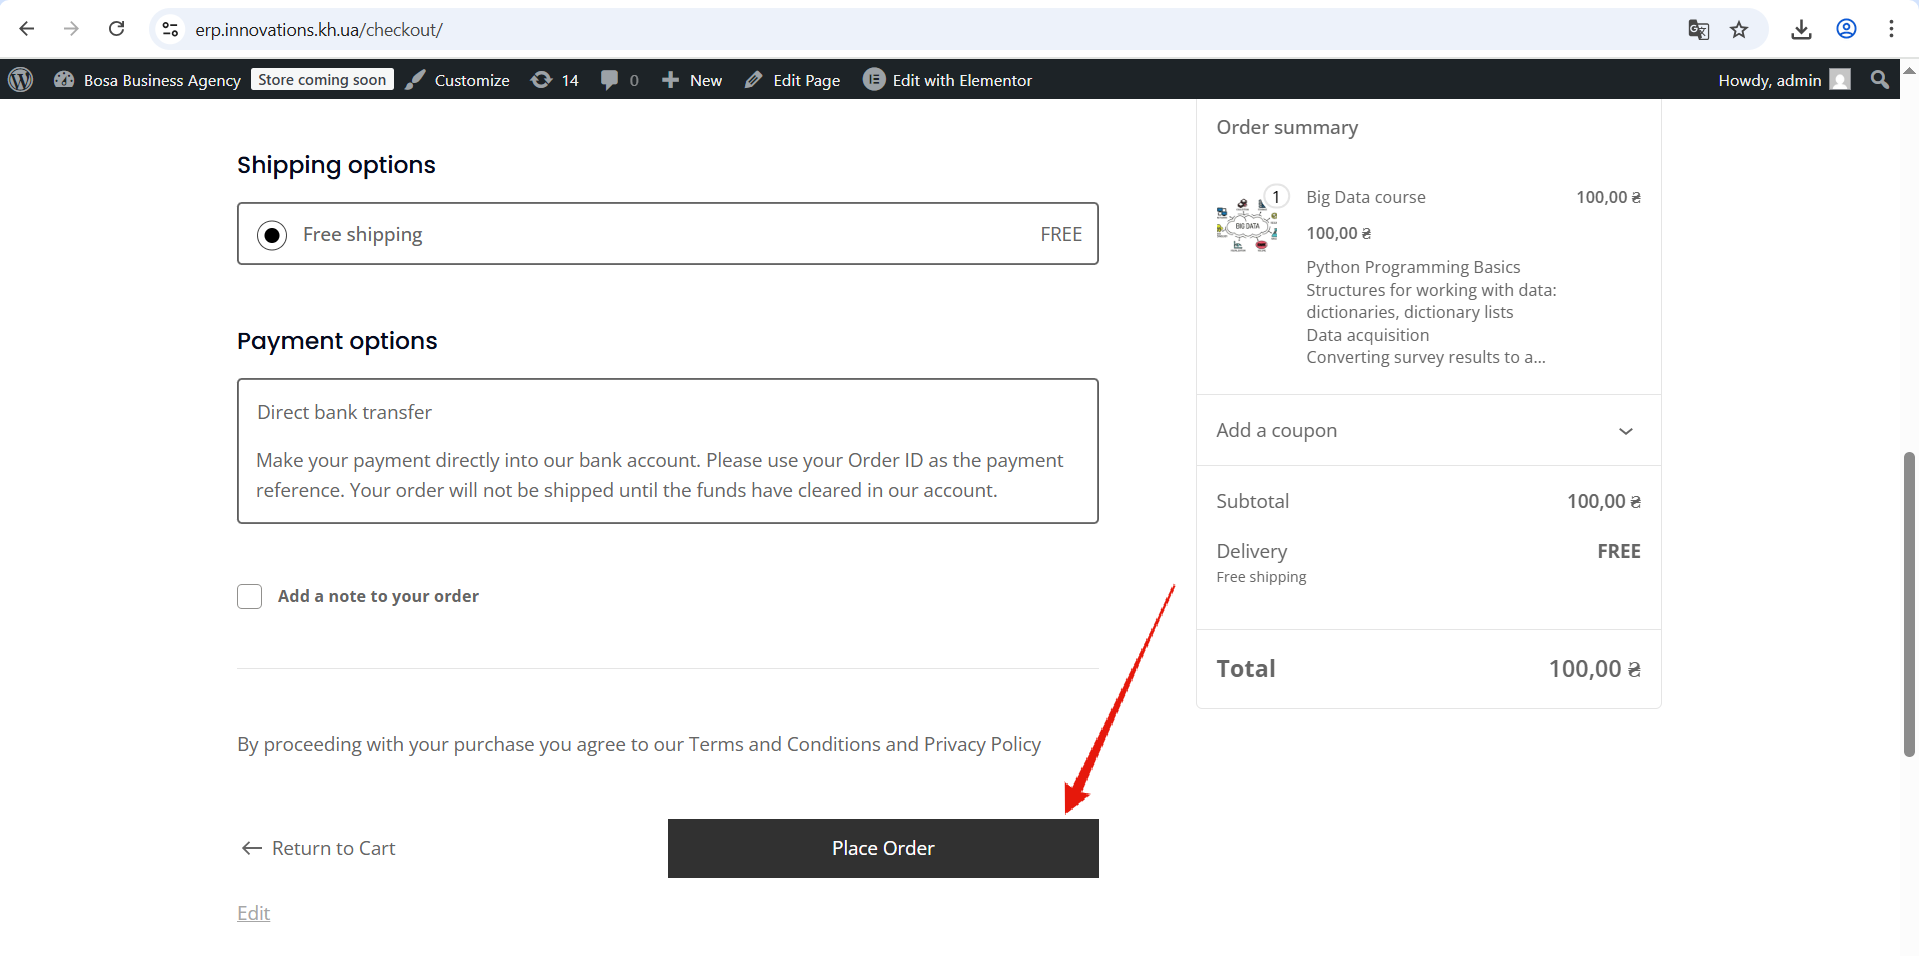 erp.innovations.kh.ua/checkout/
Bosa Business Agency Store coming soon Customize 14 0 New Edit Page Edit with Elementor Howdy, admin
Shipping options
Free shipping FREE
Payment options
Direct bank transfer
Make your payment directly into our bank account. Please use your Order ID as the payment
reference. Your order will not be shipped until the funds have cleared in our account.
Add a note to your order
By proceeding with your purchase you agree to our Terms and Conditions and Privacy Policy
Return to Cart
Place Order
Edit
Order summary
1
BIG DATA
Big Data course 100,00 ₴
100,00 ₴
Python Programming Basics
Structures for working with data:
dictionaries, dictionary lists
Data acquisition
Converting survey results to a...
Add a coupon
Subtotal 100,00 ₴
Delivery FREE
Free shipping
Total 100,00 ₴